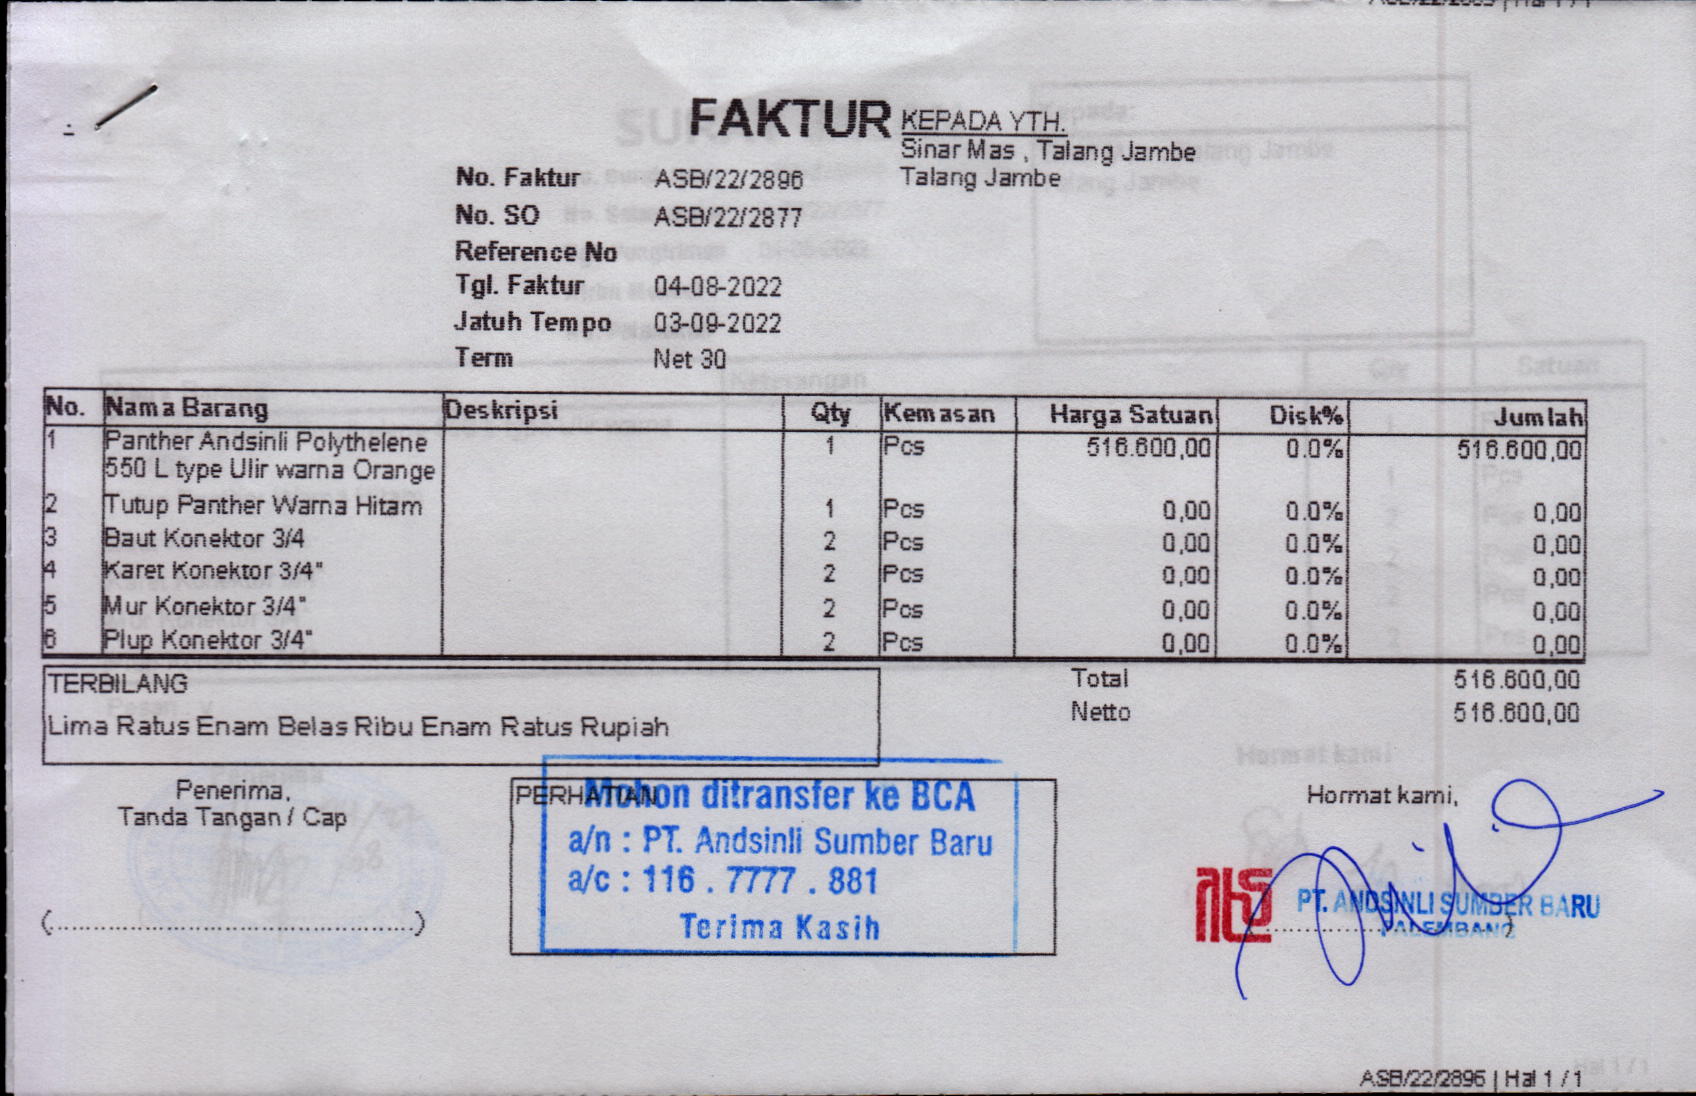 FAKTUR
KEPADA YTH.
Sinar Mas , Talang Jambe
Talang Jambe
No. Faktur ASB/22/2896
No. SO ASB/22/2877
Reference No
Tgl. Faktur 04-08-2022
Jatuh Tempo 03-09-2022
Term Net 30
No. Nama Barang Deskripsi Qty Kemasan Harga Satuan Disk% Jumlah
1 Panther Andsinli Polythelene 1 Pcs 516.600,00 0.0% 516.600,00
550 L type Ulir warna Orange
2 Tutup Panther Warna Hitam 1 Pcs 0,00 0.0% 0,00
3 Baut Konektor 3/4 2 Pcs 0,00 0.0% 0,00
4 Karet Konektor 3/4" 2 Pcs 0,00 0.0% 0,00
5 Mur Konektor 3/4" 2 Pcs 0,00 0.0% 0,00
6 Plup Konektor 3/4" 2 Pcs 0,00 0.0% 0,00
TERBILANG
Lima Ratus Enam Belas Ribu Enam Ratus Rupiah
Total 516.600,00
Netto 516.600,00
Penerima,
Tanda Tangan / Cap
(............................................)
PERHATIAN
Mohon ditransfer ke BCA
a/n : PT. Andsinli Sumber Baru
a/c : 116 . 7777 . 881
Terima Kasih
Hormat kami,
PT. ANDSINLI SUMBER BARU
PALEMBANG
ASB/22/2896 | Hal 1 / 1